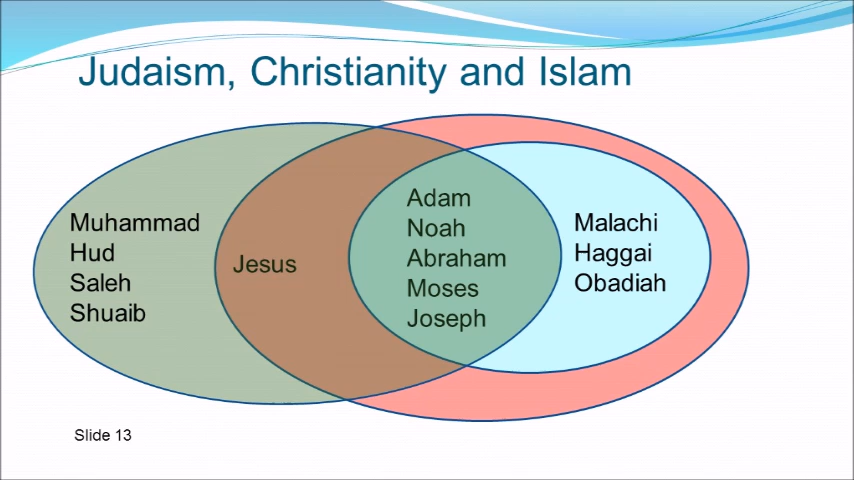 Judaism, Christianity and Islam
Muhammad
Hud
Saleh
Shuaib
Jesus
Adam
Noah
Abraham
Moses
Joseph
Malachi
Haggai
Obadiah
Slide 13